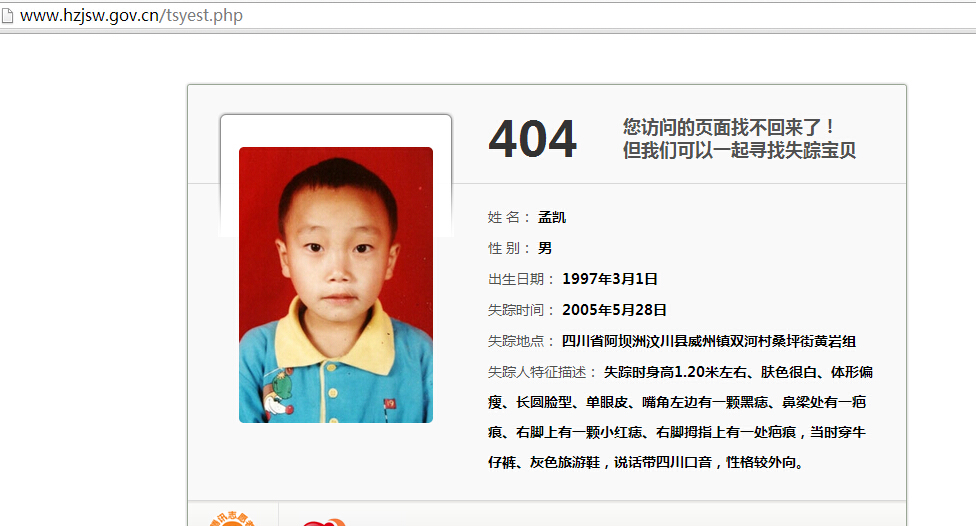 www.hzjsw.gov.cn/tsyest.php
404
您访问的页面找不回来了！
但我们可以一起寻找失踪宝贝
姓 名： 孟凯
性 别： 男
出生日期： 1997年3月1日
失踪时间： 2005年5月28日
失踪地点： 四川省阿坝洲汶川县威州镇双河村桑坪街黄岩组
失踪人特征描述： 失踪时身高1.20米左右、肤色很白、体形偏
瘦、长圆脸型、单眼皮、嘴角左边有一颗黑痣、鼻梁处有一疤
痕、右脚上有一颗小红痣、右脚拇指上有一处疤痕，当时穿牛
仔裤、灰色旅游鞋，说话带四川口音，性格较外向。